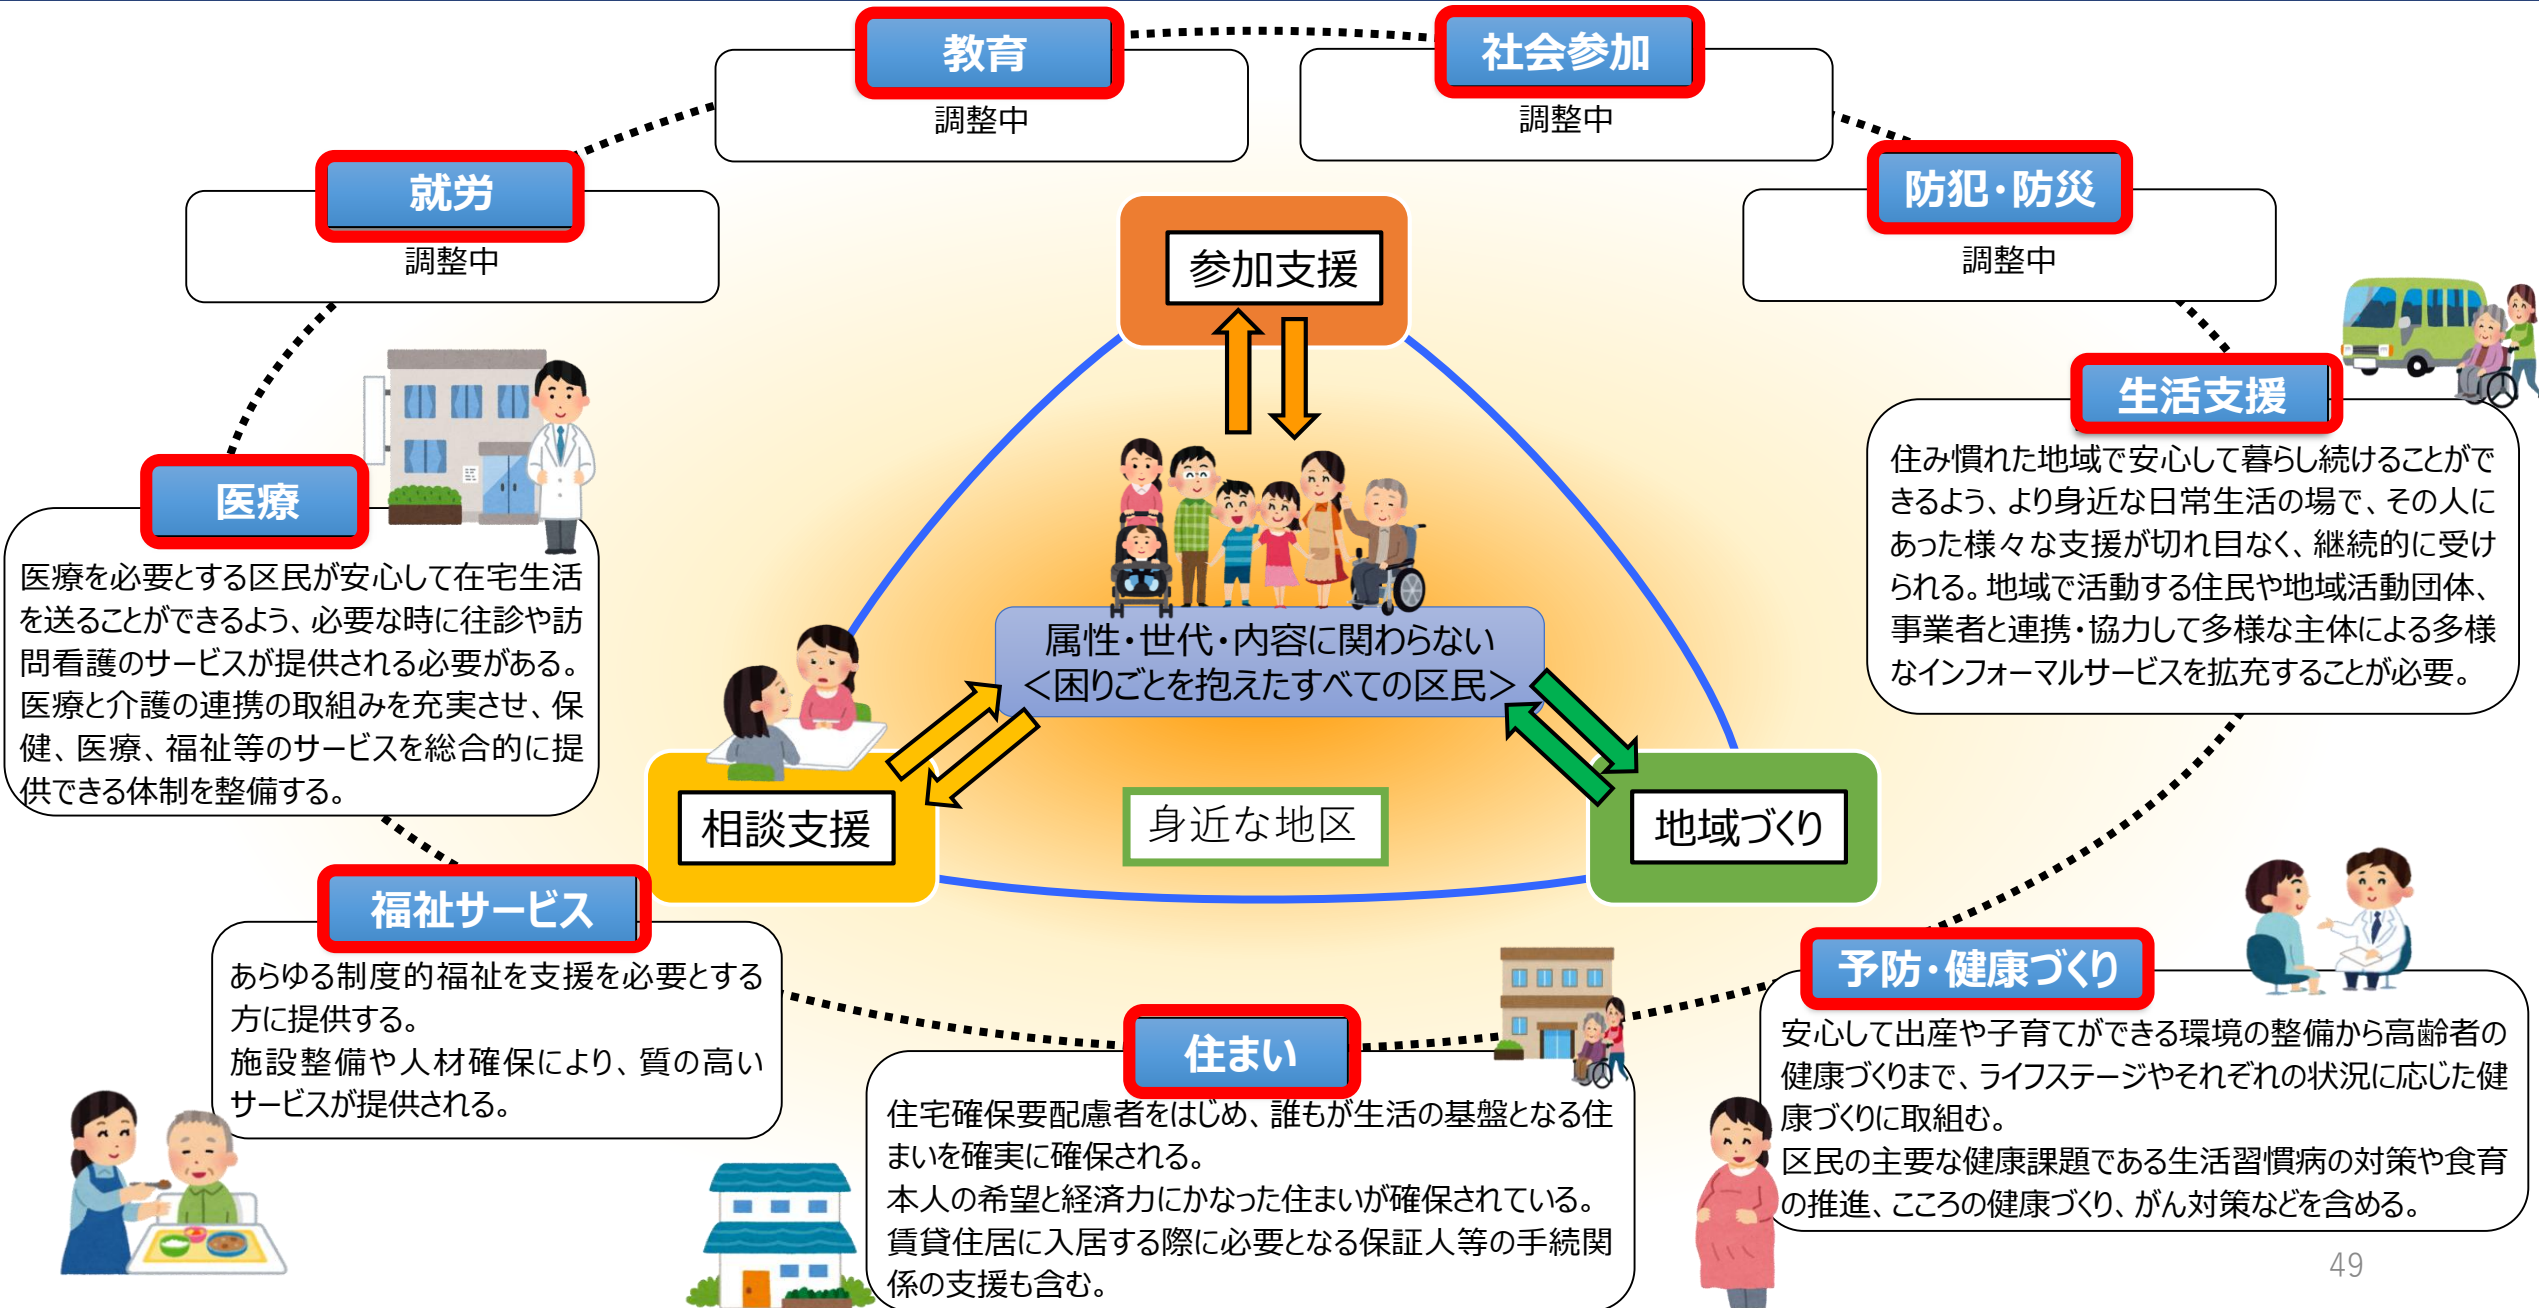 教育
調整中
社会参加
調整中
就労
調整中
防犯・防災
調整中
参加支援
生活支援
住み慣れた地域で安心して暮らし続けることがで
きるよう、より身近な日常生活の場で、その人に
あった様々な支援が切れ目なく、継続的に受け
られる。地域で活動する住民や地域活動団体、
事業者と連携・協力して多様な主体による多様
なインフォーマルサービスを拡充することが必要。
医療
医療を必要とする区民が安心して在宅生活
を送ることができるよう、必要な時に往診や訪
問看護のサービスが提供される必要がある。
医療と介護の連携の取組みを充実させ、保
健、医療、福祉等のサービスを総合的に提
供できる体制を整備する。
属性・世代・内容に関わらない
＜困りごとを抱えたすべての区民＞
相談支援
身近な地区
地域づくり
福祉サービス
あらゆる制度的福祉を支援を必要とする
方に提供する。
施設整備や人材確保により、質の高い
サービスが提供される。
住まい
住宅確保要配慮者をはじめ、誰もが生活の基盤となる住
まいを確実に確保される。
本人の希望と経済力にかなった住まいが確保されている。
賃貸住居に入居する際に必要となる保証人等の手続関
係の支援も含む。
予防・健康づくり
安心して出産や子育てができる環境の整備から高齢者の
健康づくりまで、ライフステージやそれぞれの状況に応じた健
康づくりに取組む。
区民の主要な健康課題である生活習慣病の対策や食育
の推進、こころの健康づくり、がん対策などを含める。
49